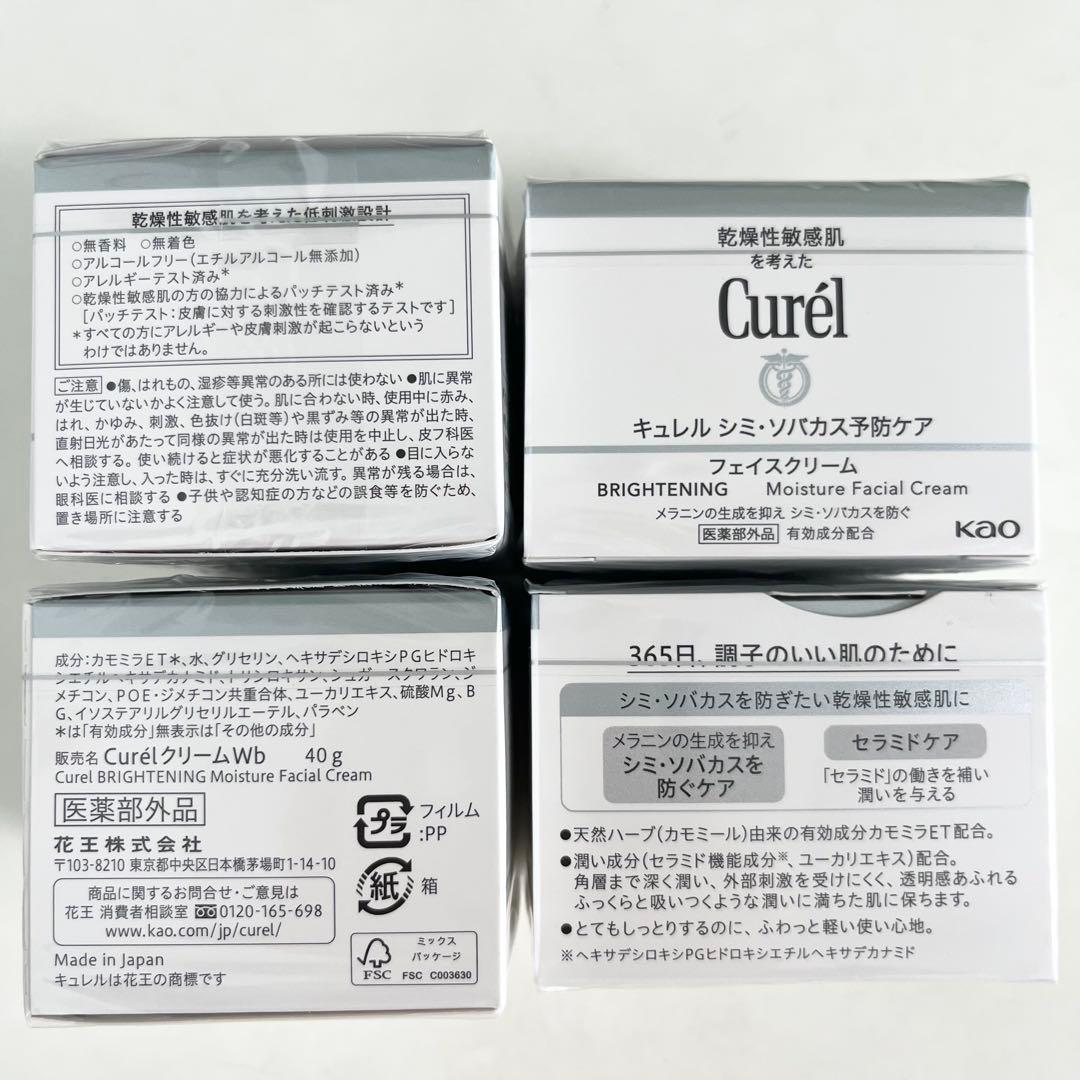 乾燥性敏感肌を考えた低刺激設計
○無香料 ○無着色
○アルコールフリー(エチルアルコール無添加)
○アレルギーテスト済み*
○乾燥性敏感肌の方の協力によるパッチテスト済み*
[パッチテスト:皮膚に対する刺激性を確認するテストです]
*すべての方にアレルギーや皮膚刺激が起こらないという
わけではありません。
ご注意 ●傷、はれもの、湿疹等異常のある所には使わない ●肌に異常
が生じていないかよく注意して使う。肌に合わない時、使用中に赤み、
はれ、かゆみ、刺激、色抜け(白斑等)や黒ずみ等の異常が出た時、
直射日光があたって同様の異常が出た時は使用を中止し、皮フ科医
へ相談する。使い続けると症状が悪化することがある ●目に入らな
いよう注意し、入った時は、すぐに充分洗い流す。異常が残る場合は、
眼科医に相談する ●子供や認知症の方などの誤食等を防ぐため、
置き場所に注意する
乾燥性敏感肌
を考えた
Curél
キュレル シミ・ソバカス予防ケア
フェイスクリーム
BRIGHTENING Moisture Facial Cream
メラニンの生成を抑え シミ・ソバカスを防ぐ
医薬部外品 有効成分配合
Kao
成分:カモミラET*、水、グリセリン、ヘキサデシロキシPGヒドロキ
シエチルヘキサデカナミド、トリシロキサン、シュガースクワラン、ジ
メチコン、POE・ジメチコン共重合体、ユーカリエキス、硫酸Mg、B
G、イソステアリルグリセリルエーテル、パラベン
*は「有効成分」無表示は「その他の成分」
販売名 CurélクリームWb 40g
Curel BRIGHTENING Moisture Facial Cream
医薬部外品
花王株式会社
〒103-8210 東京都中央区日本橋茅場町1-14-10
商品に関するお問合せ・ご意見は
花王 消費者相談室 0120-165-698
www.kao.com/jp/curel/
Made in Japan
キュレルは花王の商標です
プラ
フィルム
:PP
紙
箱
FSC
ミックス
パッケージ
FSC C003630
365日、調子のいい肌のために
シミ・ソバカスを防ぎたい乾燥性敏感肌に
メラニンの生成を抑え
シミ・ソバカスを
防ぐケア
セラミドケア
「セラミド」の働きを補い
潤いを与える
●天然ハーブ(カモミール)由来の有効成分カモミラET配合。
●潤い成分(セラミド機能成分※、ユーカリエキス)配合。
角層まで深く潤い、外部刺激を受けにくく、透明感あふれる
ふっくらと吸いつくような潤いに満ちた肌に保ちます。
●とてもしっとりするのに、ふわっと軽い使い心地。
※ヘキサデシロキシPGヒドロキシエチルヘキサデカナミド